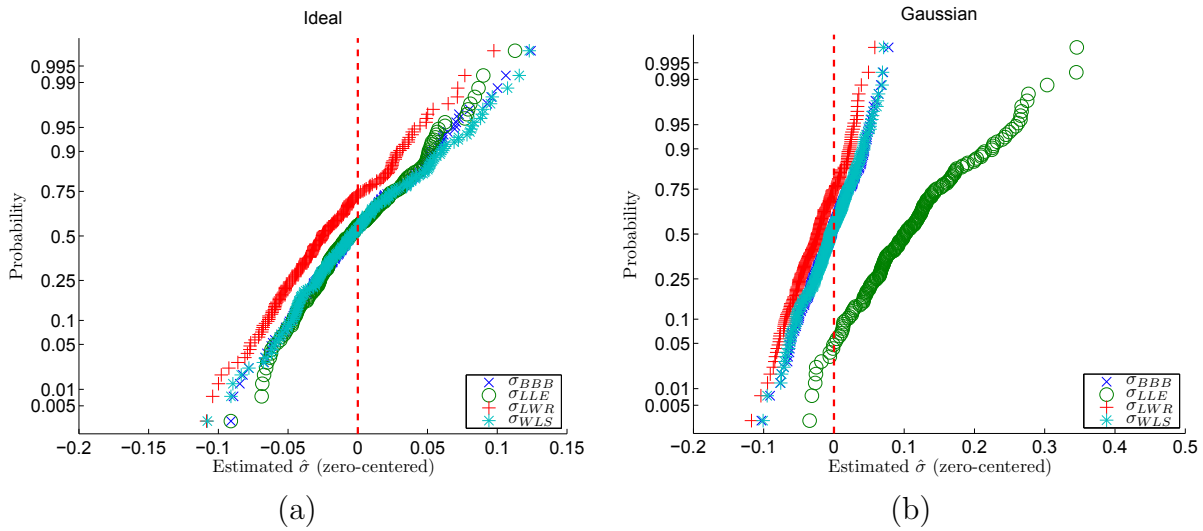 Ideal
0.995
0.99
0.95
0.9
0.75
0.5
0.25
0.1
0.05
0.01
0.005
Probability
−0.2
−0.1
−0.05
0
0.05
0.1
0.15
Estimated σ̂ (zero-centered)
σBBB
σLLE
σLWR
σWLS
(a)
Gaussian
0.995
0.99
0.95
0.9
0.75
0.5
0.25
0.1
0.05
0.01
0.005
Probability
−0.2
−0.1
0
0.1
0.2
0.3
0.4
0.5
Estimated σ̂ (zero-centered)
σBBB
σLLE
σLWR
σWLS
(b)